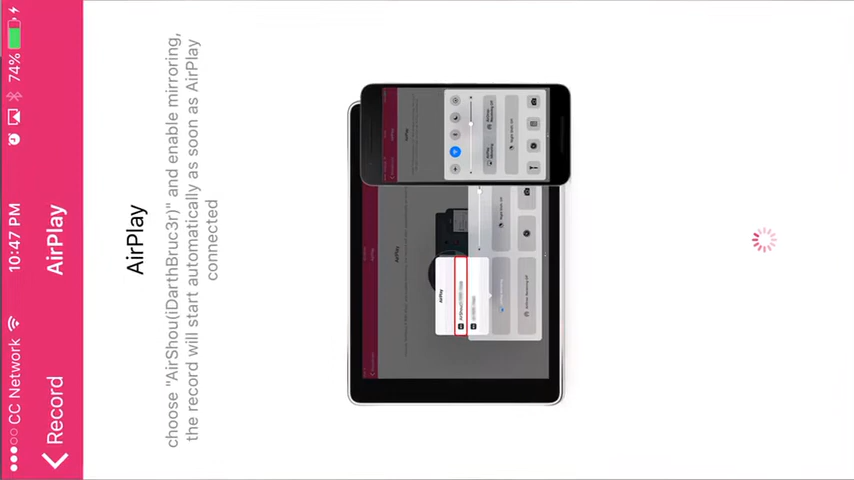 CC Network 10:47 PM 74%
Record AirPlay
AirPlay
choose "AirShou(iDarthBruc3r)" and enable mirroring,
the record will start automatically as soon as AirPlay
connected
AirPlay